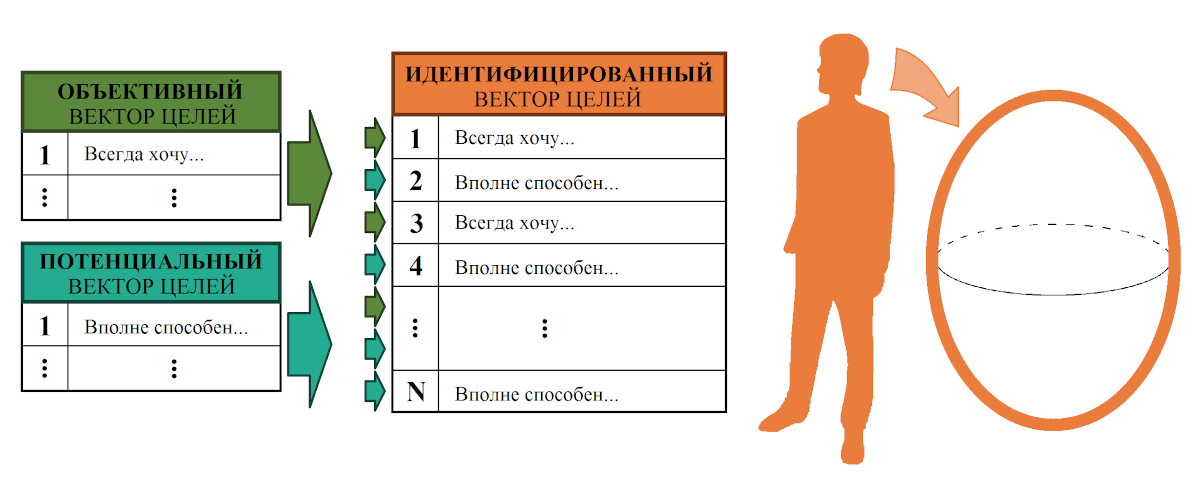 ОБЪЕКТИВНЫЙ
ВЕКТОР ЦЕЛЕЙ
1 Всегда хочу...
⋮ ⋮
ПОТЕНЦИАЛЬНЫЙ
ВЕКТОР ЦЕЛЕЙ
1 Вполне способен...
⋮ ⋮
ИДЕНТИФИЦИРОВАННЫЙ
ВЕКТОР ЦЕЛЕЙ
1 Всегда хочу...
2 Вполне способен...
3 Всегда хочу...
4 Вполне способен...
⋮ ⋮
N Вполне способен...